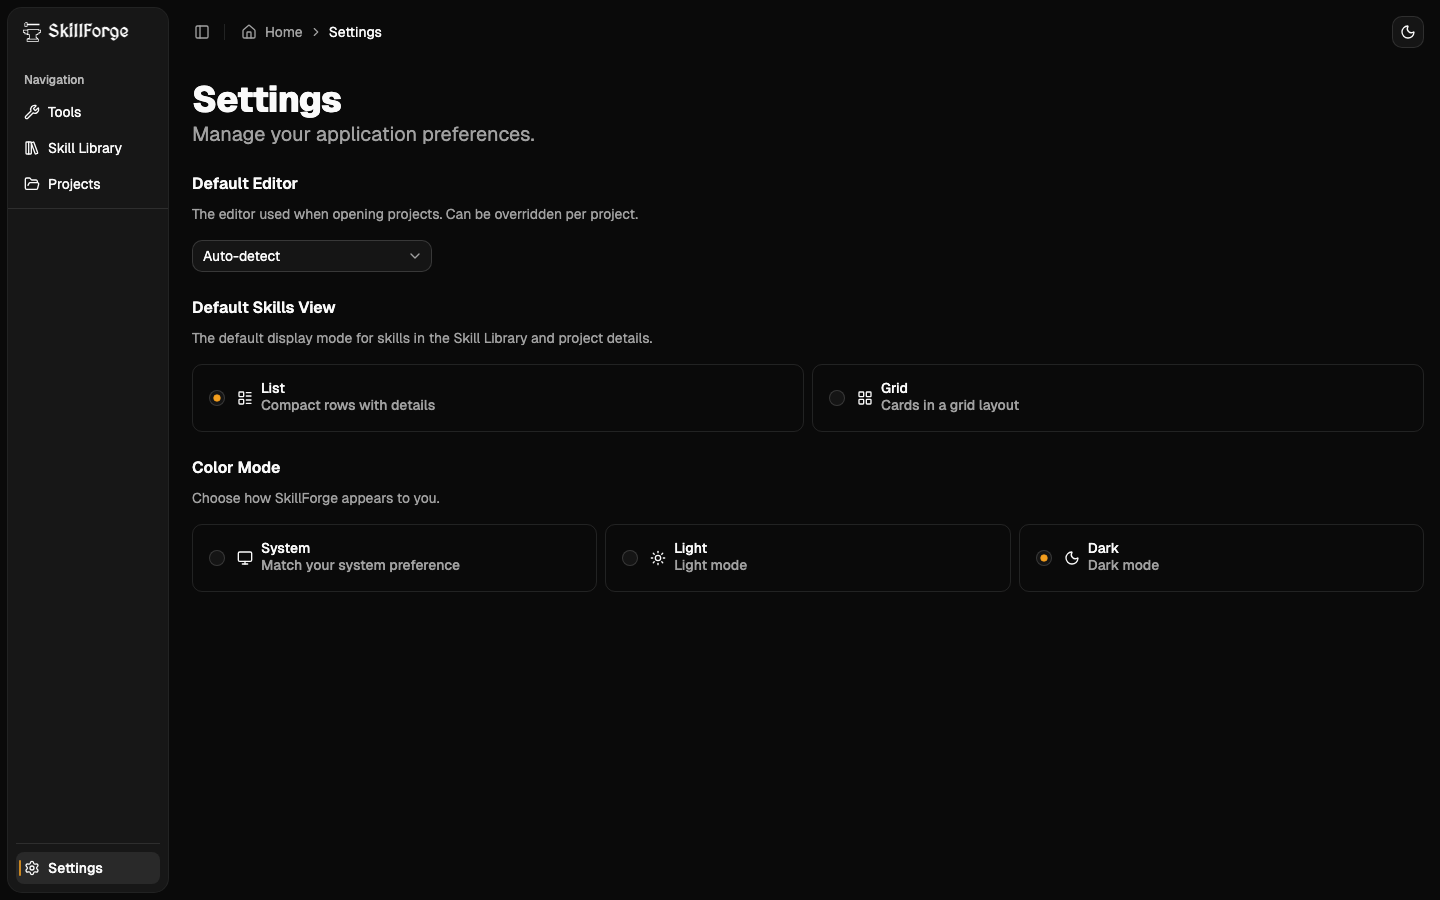 SkillForge
Navigation
Tools
Skill Library
Projects
Settings
Home > Settings
Settings
Manage your application preferences.
Default Editor
The editor used when opening projects. Can be overridden per project.
Auto-detect
Default Skills View
The default display mode for skills in the Skill Library and project details.
List
Compact rows with details
Grid
Cards in a grid layout
Color Mode
Choose how SkillForge appears to you.
System
Match your system preference
Light
Light mode
Dark
Dark mode